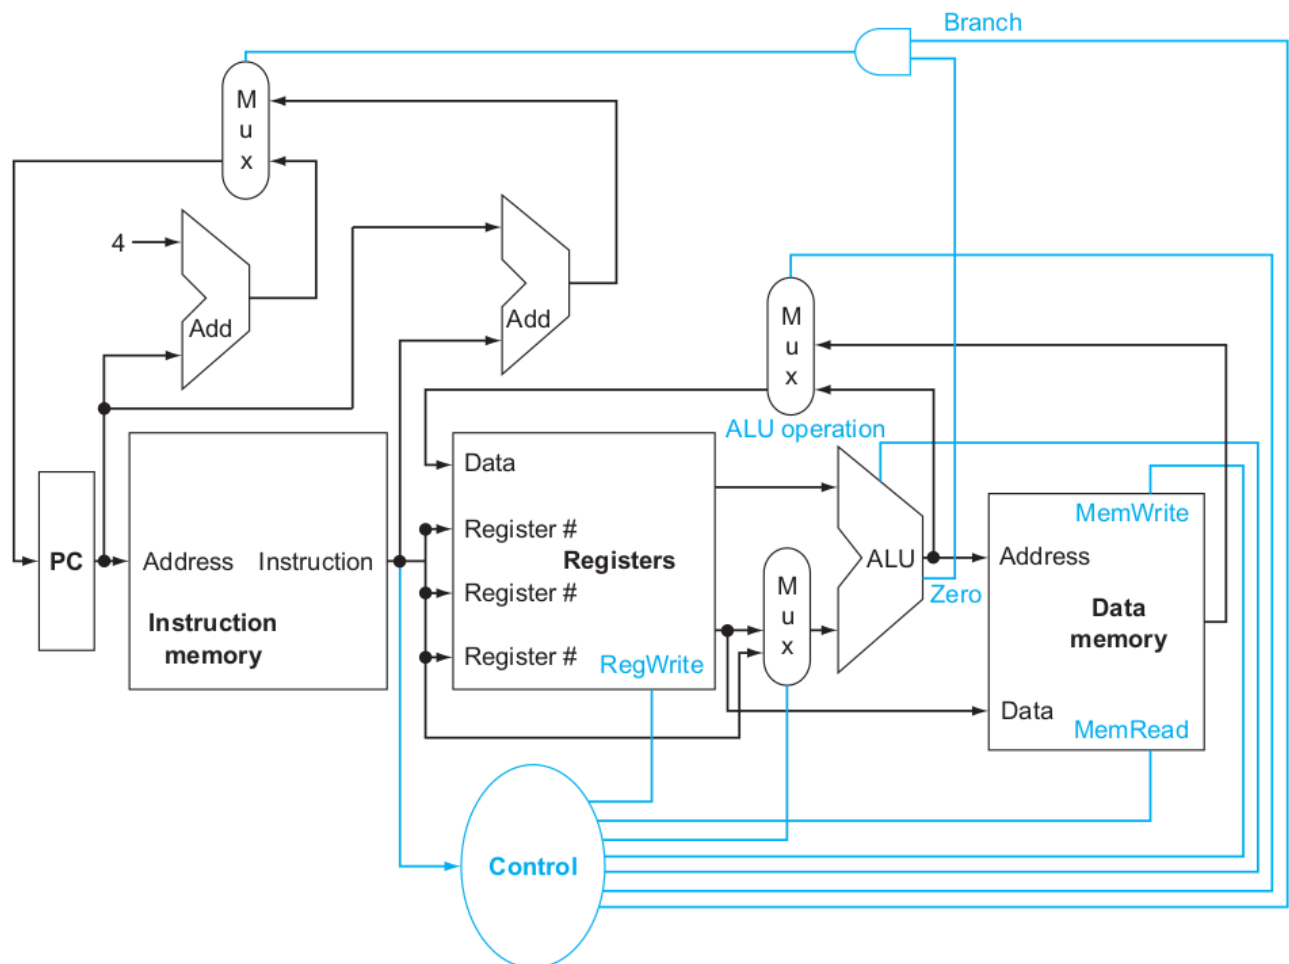 Branch
M
u
x
4
Add
Add
M
u
x
ALU operation
Data
Register #
Register #
Register #
Registers
RegWrite
PC
Address
Instruction
Instruction
memory
M
u
x
ALU
Zero
MemWrite
Address
Data
memory
Data
MemRead
Control